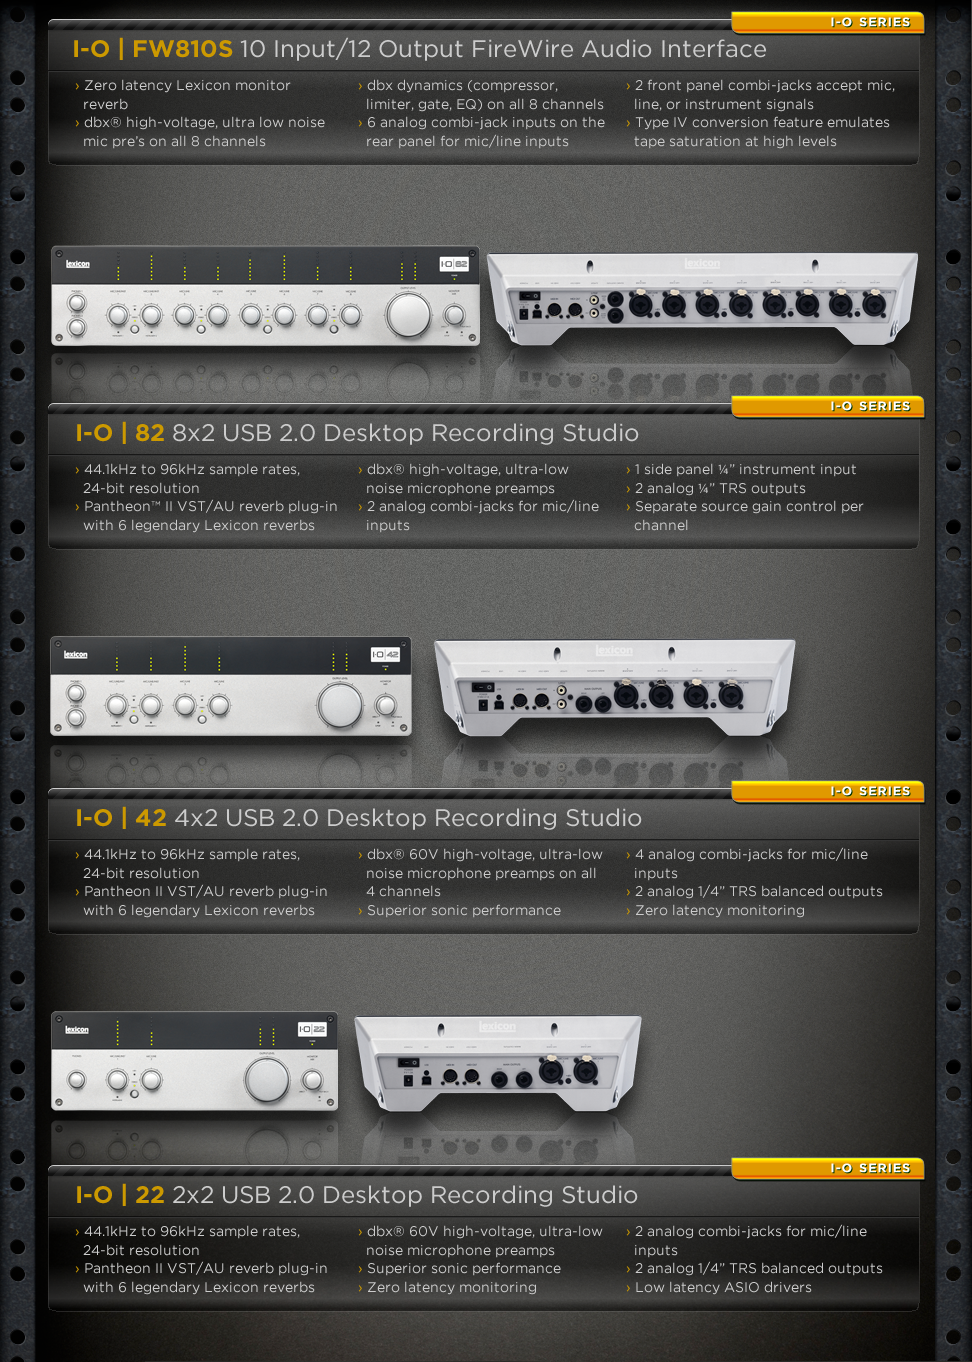 I-O SERIES
I-O | FW810S 10 Input/12 Output FireWire Audio Interface
› Zero latency Lexicon monitor
reverb
› dbx® high-voltage, ultra low noise
mic pre's on all 8 channels
› dbx dynamics (compressor,
limiter, gate, EQ) on all 8 channels
› 6 analog combi-jack inputs on the
rear panel for mic/line inputs
› 2 front panel combi-jacks accept mic,
line, or instrument signals
› Type IV conversion feature emulates
tape saturation at high levels
lexicon
I·O 82
lexicon
I-O SERIES
I-O | 82 8x2 USB 2.0 Desktop Recording Studio
› 44.1kHz to 96kHz sample rates,
24-bit resolution
› Pantheon™ II VST/AU reverb plug-in
with 6 legendary Lexicon reverbs
› dbx® high-voltage, ultra-low
noise microphone preamps
› 2 analog combi-jacks for mic/line
inputs
› 1 side panel ¼” instrument input
› 2 analog ¼” TRS outputs
› Separate source gain control per
channel
lexicon
I·O 42
lexicon
I-O SERIES
I-O | 42 4x2 USB 2.0 Desktop Recording Studio
› 44.1kHz to 96kHz sample rates,
24-bit resolution
› Pantheon II VST/AU reverb plug-in
with 6 legendary Lexicon reverbs
› dbx® 60V high-voltage, ultra-low
noise microphone preamps on all
4 channels
› Superior sonic performance
› 4 analog combi-jacks for mic/line
inputs
› 2 analog 1/4” TRS balanced outputs
› Zero latency monitoring
lexicon
I·O 22
lexicon
I-O SERIES
I-O | 22 2x2 USB 2.0 Desktop Recording Studio
› 44.1kHz to 96kHz sample rates,
24-bit resolution
› Pantheon II VST/AU reverb plug-in
with 6 legendary Lexicon reverbs
› dbx® 60V high-voltage, ultra-low
noise microphone preamps
› Superior sonic performance
› Zero latency monitoring
› 2 analog combi-jacks for mic/line
inputs
› 2 analog 1/4” TRS balanced outputs
› Low latency ASIO drivers